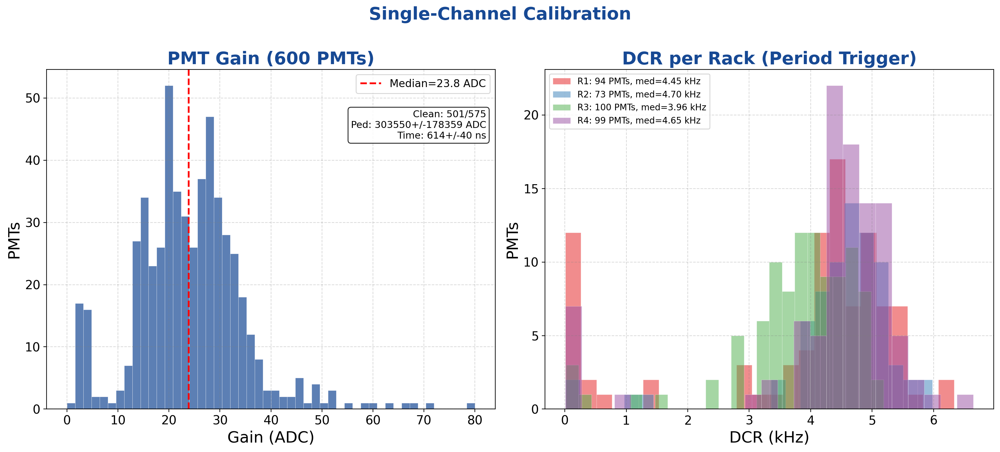 Single-Channel Calibration
PMT Gain (600 PMTs)
Median=23.8 ADC
Clean: 501/575
Ped: 303550+/-178359 ADC
Time: 614+/-40 ns
PMTs
50
40
30
20
10
0
0 10 20 30 40 50 60 70 80
Gain (ADC)
DCR per Rack (Period Trigger)
R1: 94 PMTs, med=4.45 kHz
R2: 73 PMTs, med=4.70 kHz
R3: 100 PMTs, med=3.96 kHz
R4: 99 PMTs, med=4.65 kHz
PMTs
20
15
10
5
0
0 1 2 3 4 5 6
DCR (kHz)